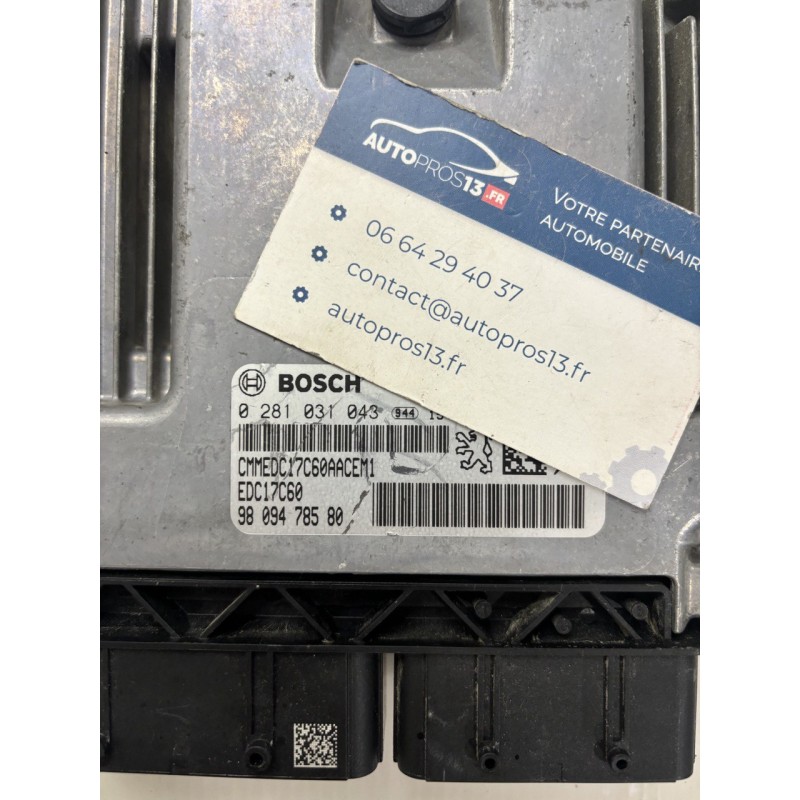 AUTOPROS13.FR
VOTRE PARTENAIRE
AUTOMOBILE
06 64 29 40 37
contact@autopros13.fr
autopros13.fr
BOSCH
0 281 031 043 944
CMMEDC17C60AACEM1
EDC17C60
98 094 785 80